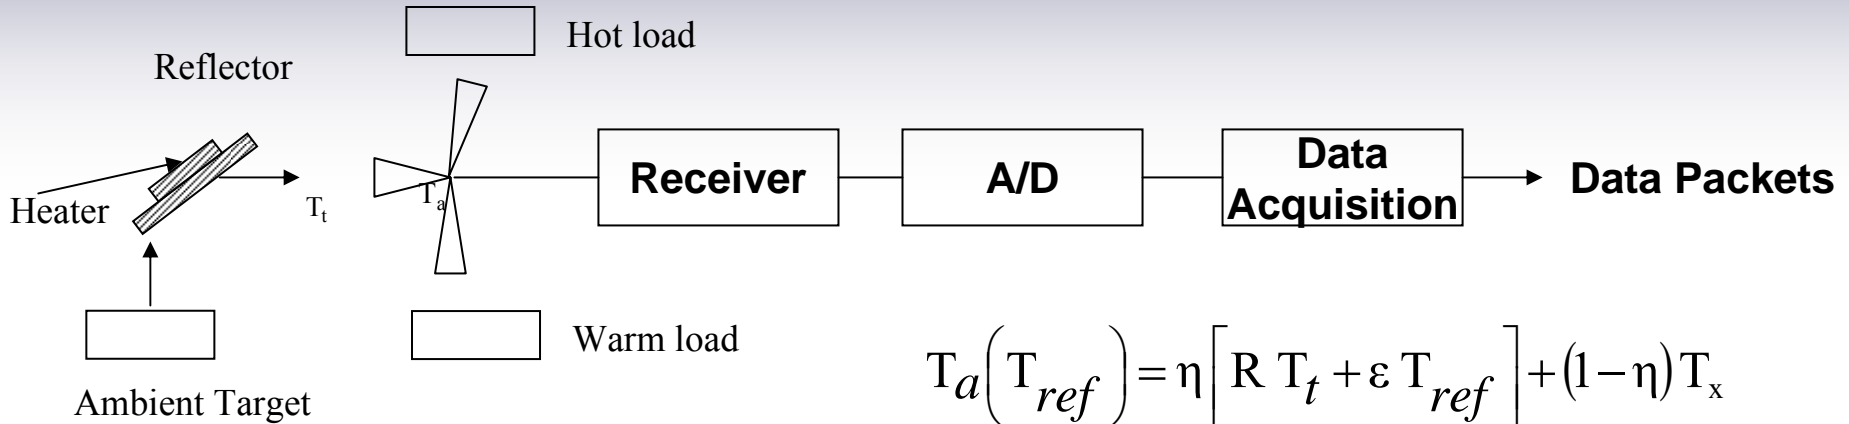 Hot load
Reflector
Receiver
A/D
Data
Acquisition
Data Packets
Heater
T_t
T_a
Warm load
Ambient Target
T_a(T_ref) = η[R T_t + ε T_ref] + (1 − η) T_x